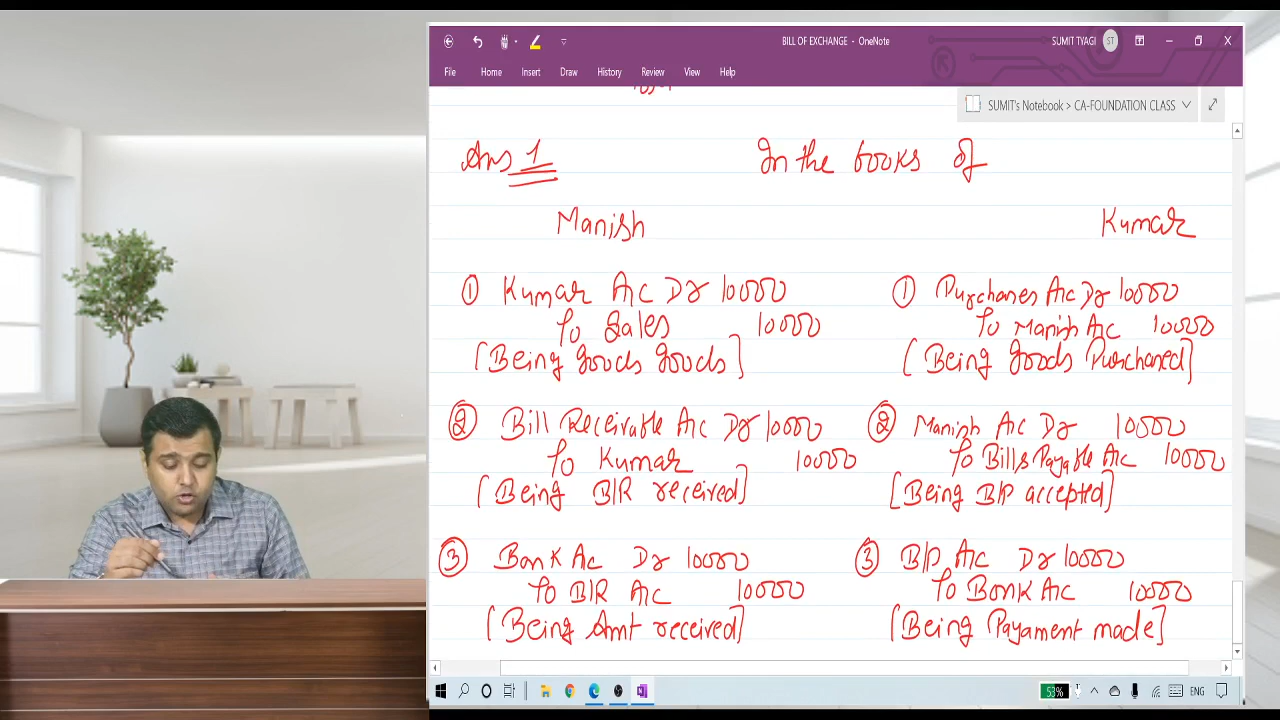 BILL OF EXCHANGE - OneNote
SUMIT TYAGI ST
File Home Insert Draw History Review View Help
SUMIT's Notebook > CA-FOUNDATION CLASS
Ans 1 In the books of
Manish Kumar
① Kumar A/c Dr 10000
To Sales 10000
[Being goods goods]
① Purchases A/c Dr 10000
To Manish A/c 10000
[Being goods Purchased]
② Bill Receivable A/c Dr 10000
To Kumar 10000
[Being B/R received]
② Manish A/c Dr 10000
To Bills Payable A/c 10000
[Being B/P accepted]
③ Bank Ac Dr 10000
To B/R A/c 10000
[Being Amt received]
③ B/P A/c Dr 10000
To Bank A/c 10000
[Being Payament made]
53% ENG